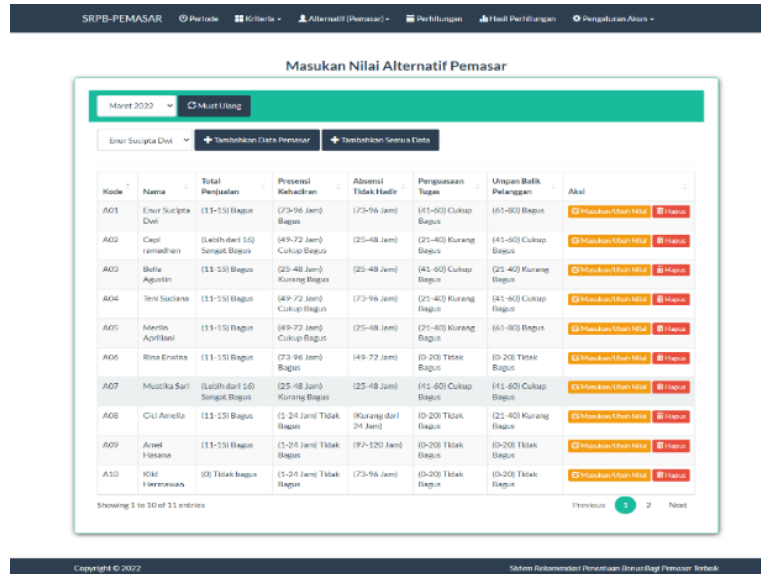 SRPB-PEMASAR Periode Kriteria Alternatif (Pemasar) Perhitungan Hasil Perhitungan Pengaturan Akun
Masukan Nilai Alternatif Pemasar
Maret 2022 Muat Ulang
Enur Sucipta Dwi Tambahkan Data Pemasar Tambahkan Semua Data
Kode Nama Total Penjualan Presensi Kehadiran Absensi Tidak Hadir Penguasaan Tugas Umpan Balik Pelanggan Aksi
A01 Enur Sucipta Dwi (11-15) Bagus (73-96 Jam) Bagus (73-96 Jam) (41-60) Cukup Bagus (61-80) Bagus Masukan/Ubah Nilai Hapus
A02 Cepi ramadhan (Lebih dari 16) Sangat Bagus (49-72 Jam) Cukup Bagus (25-48 Jam) (21-40) Kurang Bagus (41-60) Cukup Bagus Masukan/Ubah Nilai Hapus
A03 Bella Agustin (11-15) Bagus (25-48 Jam) Kurang Bagus (25-48 Jam) (41-60) Cukup Bagus (21-40) Kurang Bagus Masukan/Ubah Nilai Hapus
A04 Teni Suciana (11-15) Bagus (49-72 Jam) Cukup Bagus (73-96 Jam) (21-40) Kurang Bagus (41-60) Cukup Bagus Masukan/Ubah Nilai Hapus
A05 Merlin Aprillani (11-15) Bagus (49-72 Jam) Cukup Bagus (25-48 Jam) (21-40) Kurang Bagus (61-80) Bagus Masukan/Ubah Nilai Hapus
A06 Rina Erwina (11-15) Bagus (73-96 Jam) Bagus (49-72 Jam) (0-20) Tidak Bagus (0-20) Tidak Bagus Masukan/Ubah Nilai Hapus
A07 Mustika Sari (Lebih dari 16) Sangat Bagus (25-48 Jam) Kurang Bagus (25-48 Jam) (41-60) Cukup Bagus (41-60) Cukup Bagus Masukan/Ubah Nilai Hapus
A08 Cici Amelia (11-15) Bagus (1-24 Jam) Tidak Bagus (Kurang dari 24 Jam) (0-20) Tidak Bagus (21-40) Kurang Bagus Masukan/Ubah Nilai Hapus
A09 Amel Hasana (11-15) Bagus (1-24 Jam) Tidak Bagus (97-120 Jam) (0-20) Tidak Bagus (0-20) Tidak Bagus Masukan/Ubah Nilai Hapus
A10 Kiki Hermawan (0) Tidak bagus (1-24 Jam) Tidak Bagus (73-96 Jam) (0-20) Tidak Bagus (0-20) Tidak Bagus Masukan/Ubah Nilai Hapus
Showing 1 to 10 of 11 entries Previous 1 2 Next
Copyright © 2022 Sistem Rekomendasi Penentuan Bonus Bagi Pemasar Terbaik